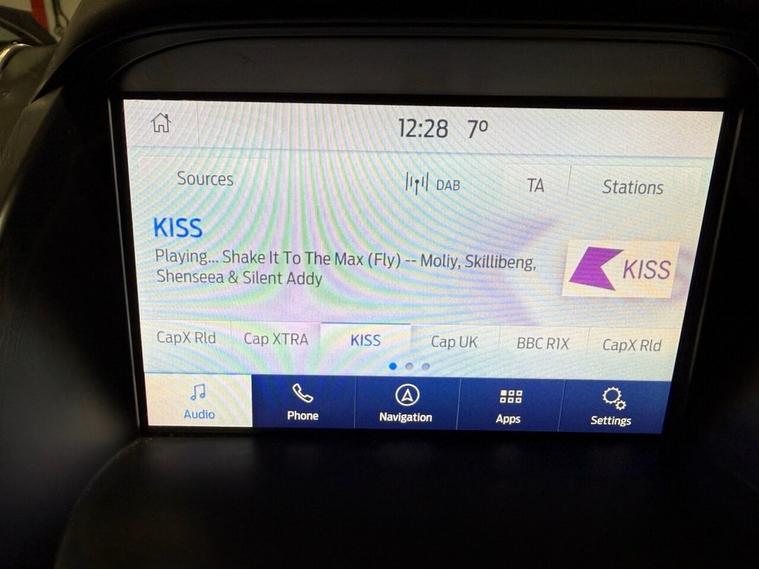 12:28 7º
Sources
DAB
TA
Stations
KISS
Playing... Shake It To The Max (Fly) -- Moliy, Skillibeng,
Shenseea & Silent Addy
KISS
CapX Rld
Cap XTRA
KISS
Cap UK
BBC R1X
CapX Rld
Audio
Phone
Navigation
Apps
Settings